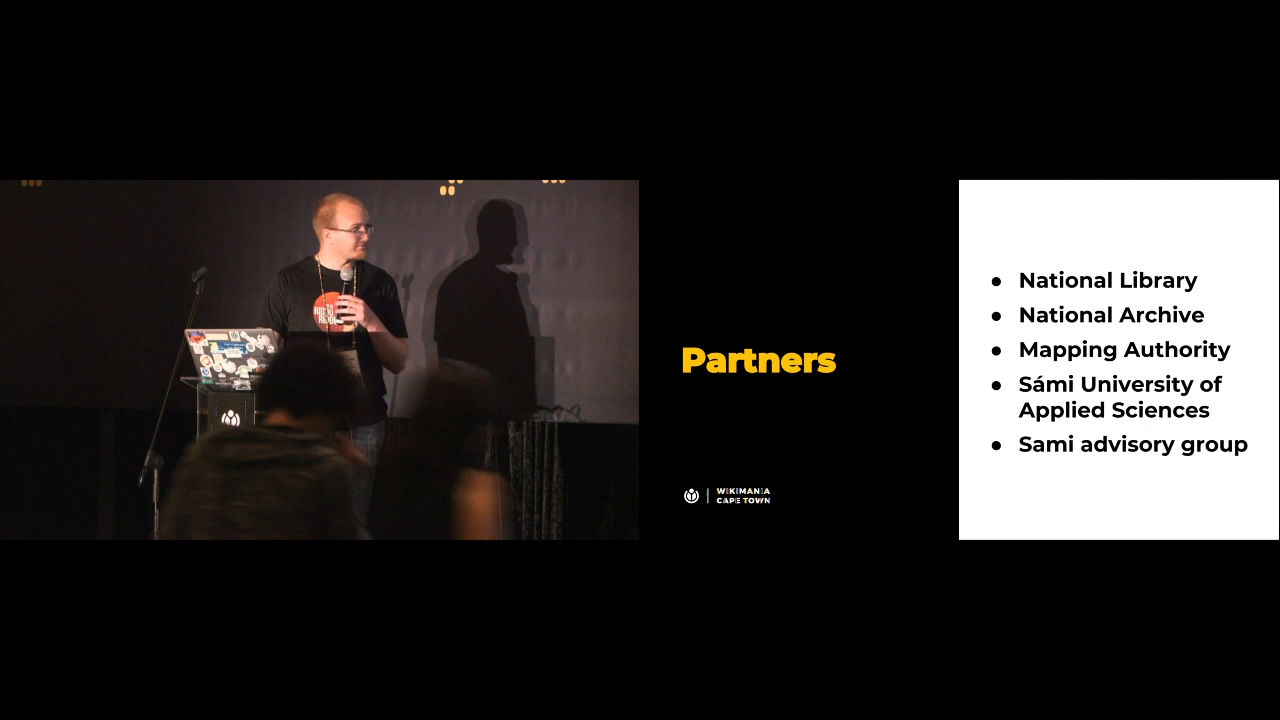 Partners
WIKIMANIA
CAPE TOWN
● National Library
● National Archive
● Mapping Authority
● Sámi University of
Applied Sciences
● Sami advisory group